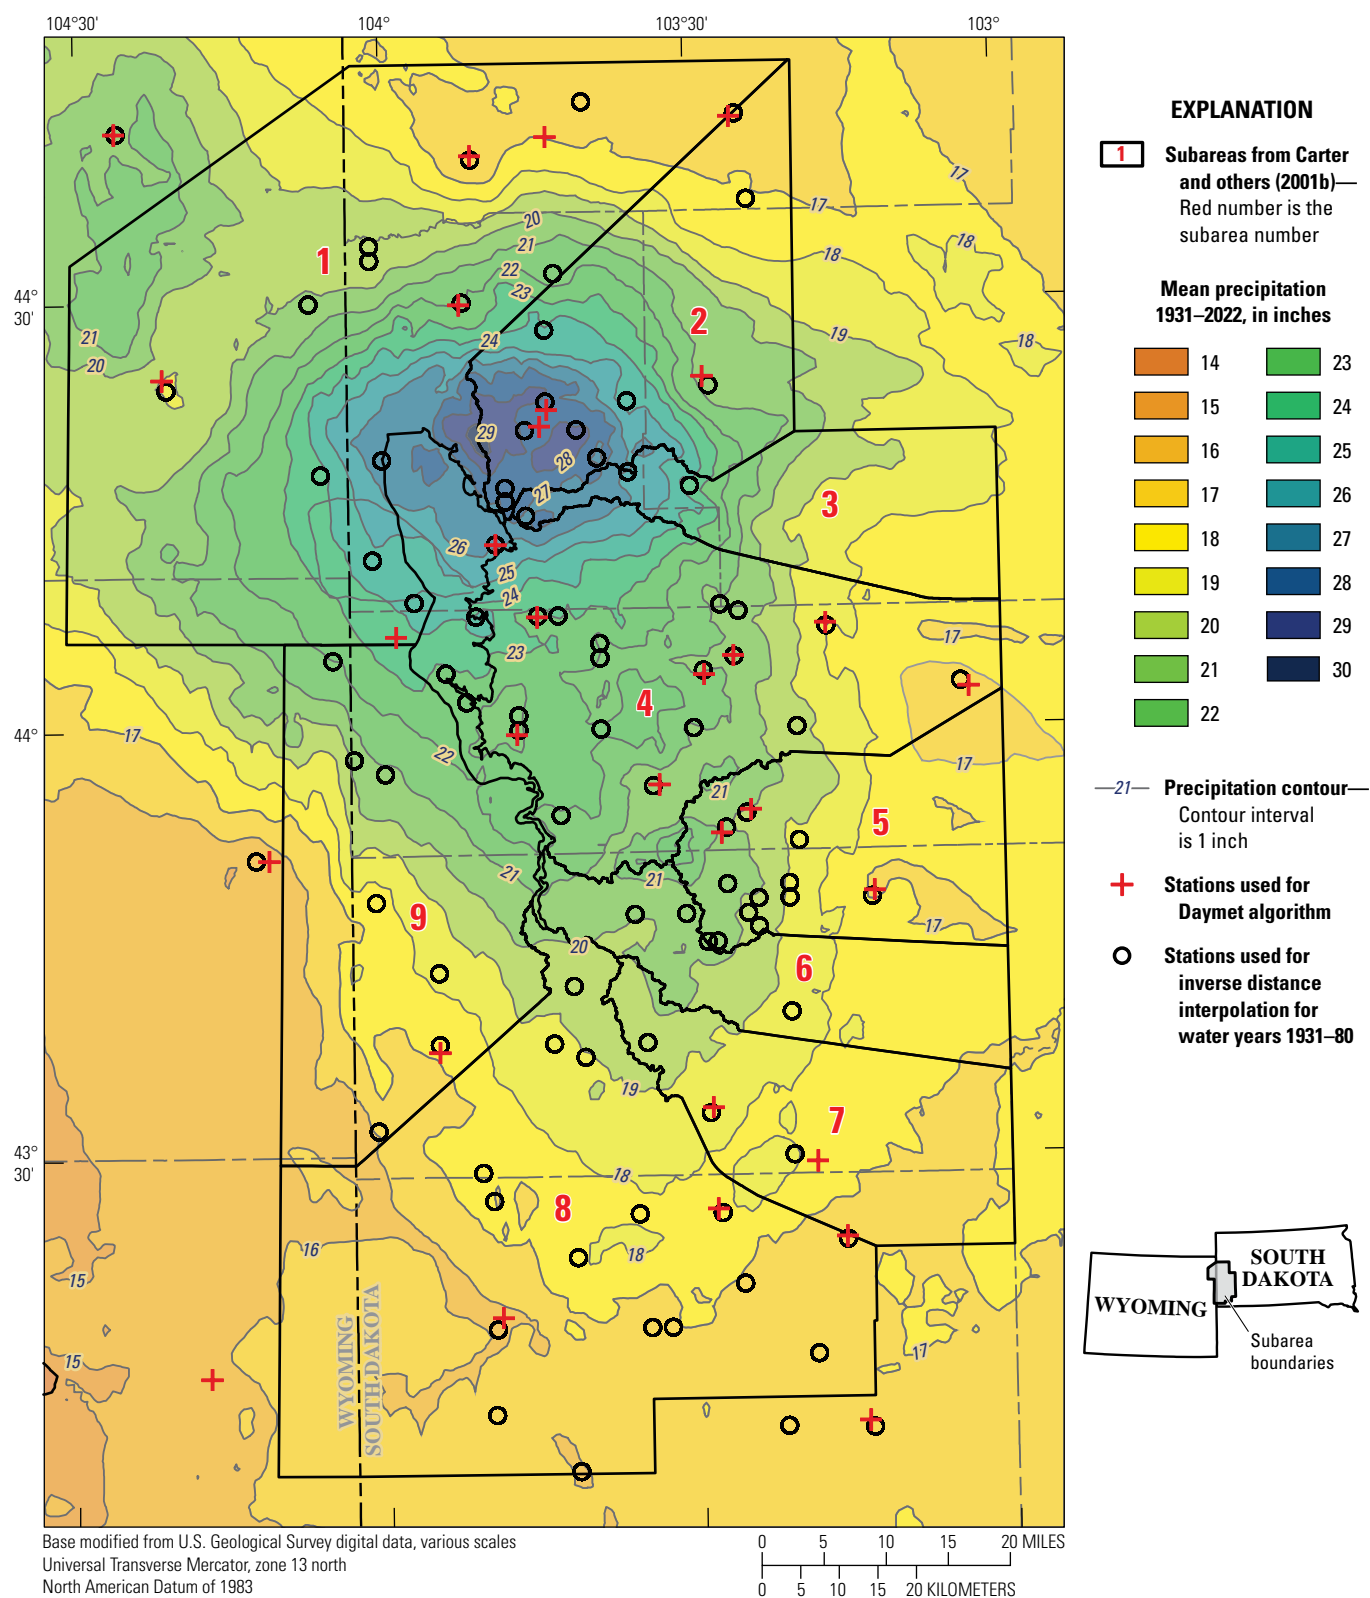 104°30'
104°
103°30'
103°
17
17
20
1
21
18
18
22
23
44°
30'
2
19
24
21
18
20
29
28
27
3
26
25
24
17
23
4
17
22
44°
17
21
5
21
21
17
9
20
6
19
7
43°
30'
18
8
16
18
15
17
15
WYOMING
SOUTH DAKOTA
EXPLANATION
1
Subareas from Carter
and others (2001b)—
Red number is the
subarea number
Mean precipitation
1931–2022, in inches
14
15
16
17
18
19
20
21
22
23
24
25
26
27
28
29
30
—21—
Precipitation contour—
Contour interval
is 1 inch
Stations used for
Daymet algorithm
Stations used for
inverse distance
interpolation for
water years 1931–80
SOUTH
DAKOTA
WYOMING
Subarea
boundaries
Base modified from U.S. Geological Survey digital data, various scales
Universal Transverse Mercator, zone 13 north
North American Datum of 1983
0 5 10 15 20 MILES
0 5 10 15 20 KILOMETERS